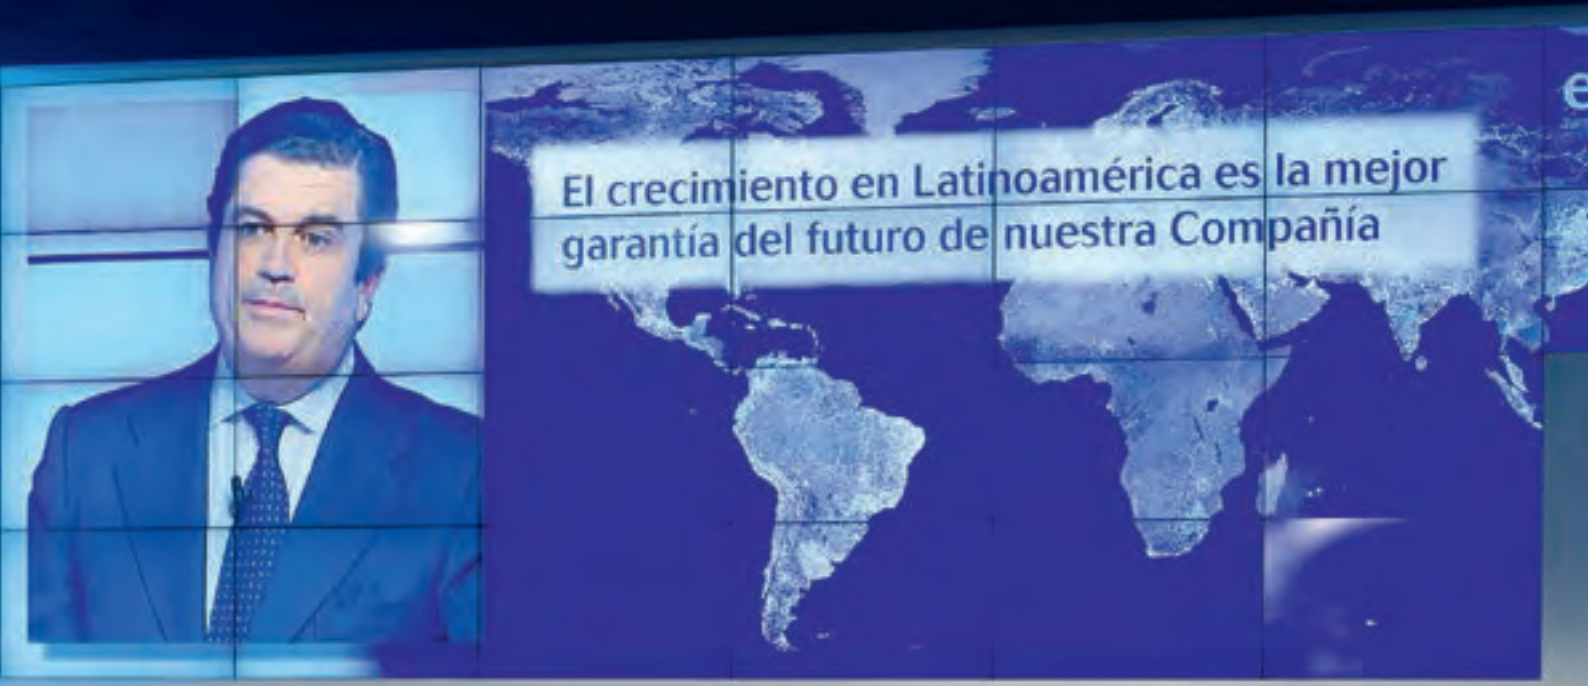 El crecimiento en Latinoamérica es la mejor
garantía del futuro de nuestra Compañía
e